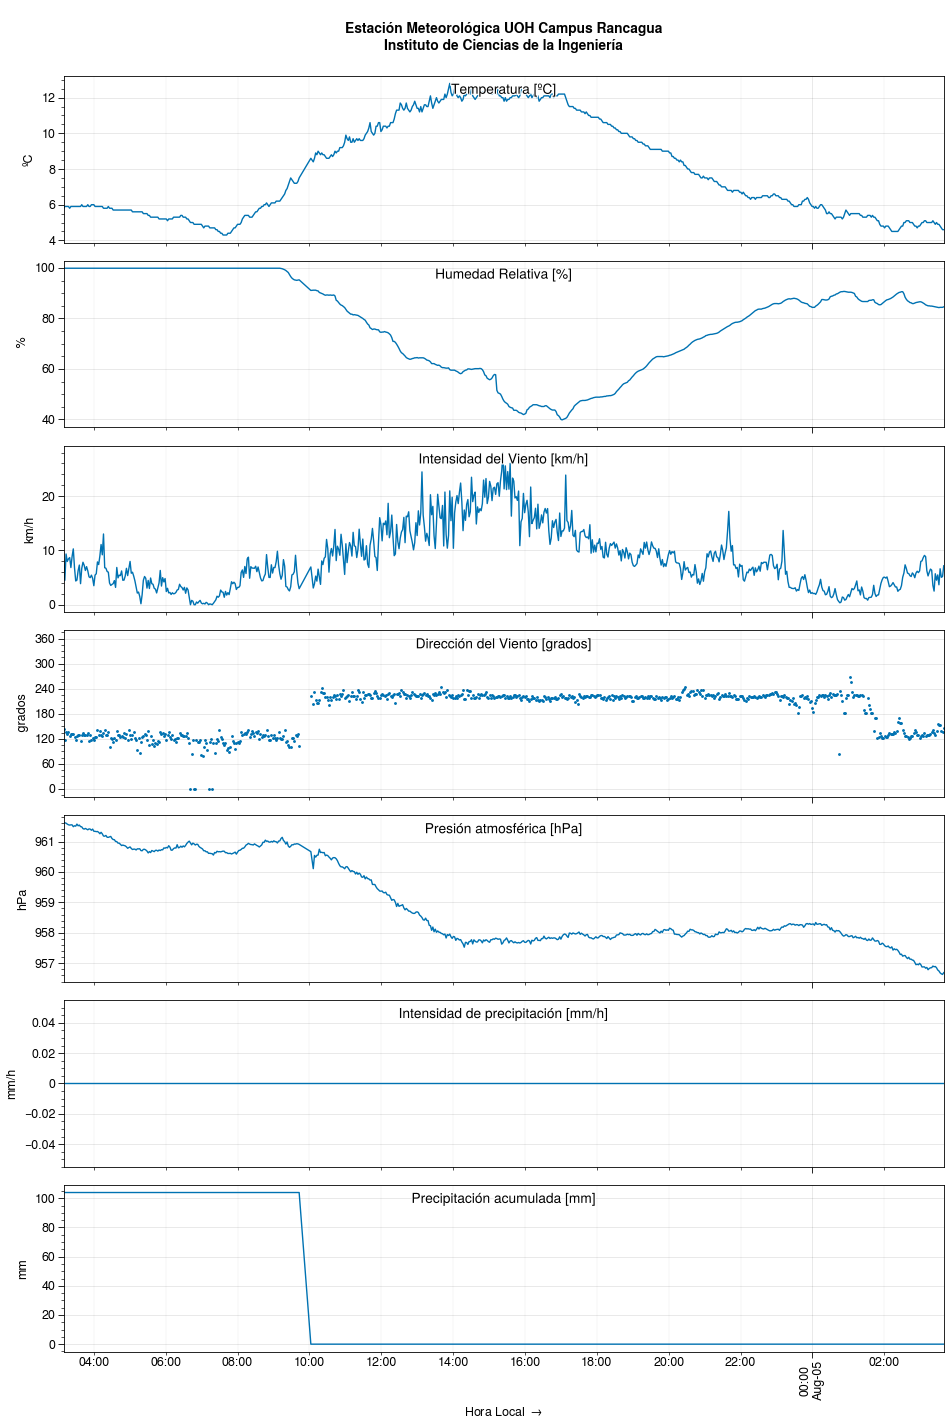 Estación Meteorológica UOH Campus Rancagua
Instituto de Ciencias de la Ingeniería
Temperatura [ºC]
12
10
8
6
4
ºC
Humedad Relativa [%]
100
80
60
40
%
Intensidad del Viento [km/h]
20
10
0
km/h
Dirección del Viento [grados]
360
300
240
180
120
60
0
grados
Presión atmosférica [hPa]
961
960
959
958
957
hPa
Intensidad de precipitación [mm/h]
0.04
0.02
0
−0.02
−0.04
mm/h
Precipitación acumulada [mm]
100
80
60
40
20
0
mm
04:00 06:00 08:00 10:00 12:00 14:00 16:00 18:00 20:00 22:00 00:00 02:00
Aug-05
Hora Local →